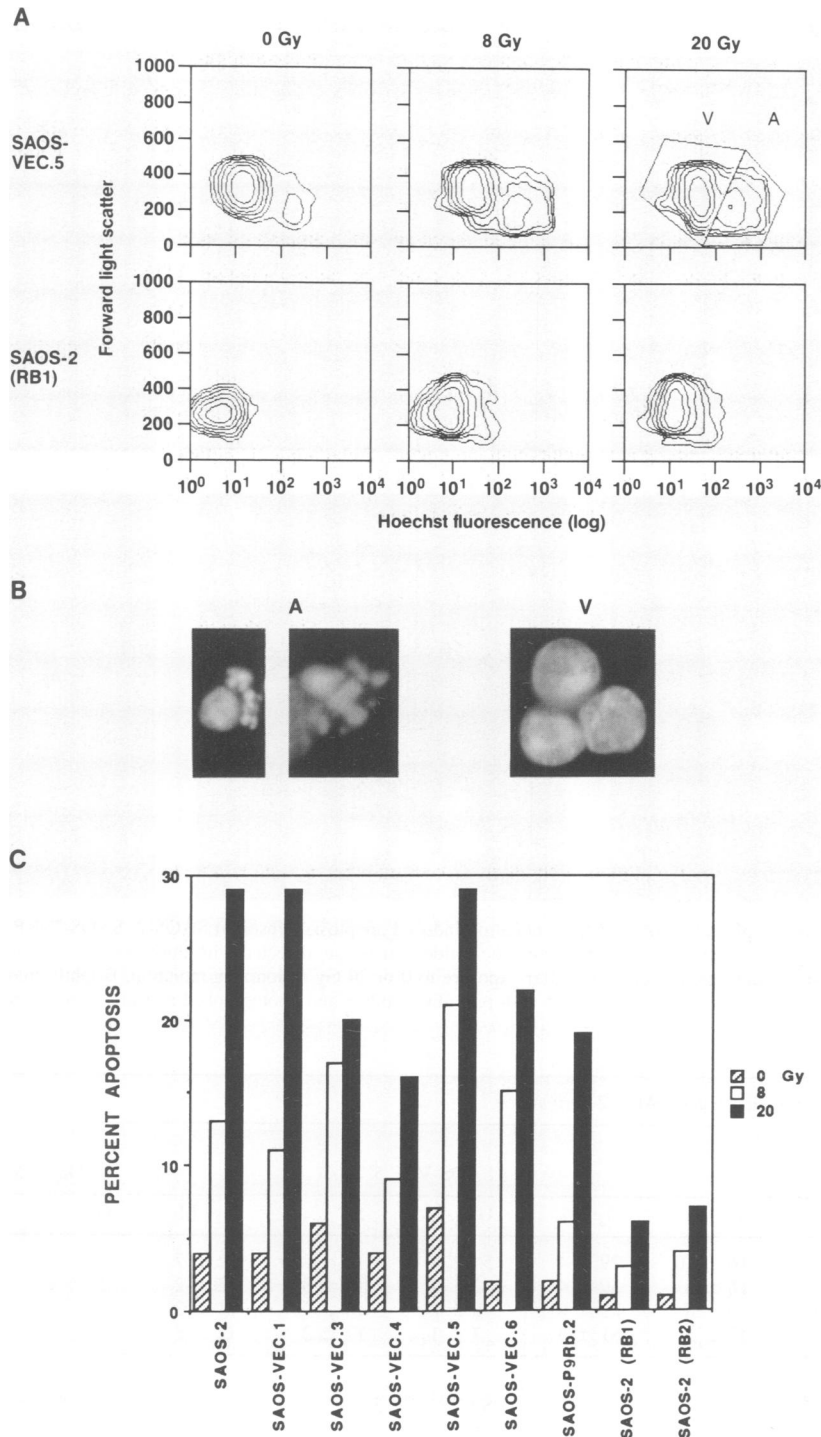 A
0 Gy
8 Gy
20 Gy
SAOS-
VEC.5
SAOS-2
(RB1)
Forward light scatter
1000
800
600
400
200
0
V
A
1000
800
600
400
200
0
10⁰
10¹
10²
10³
10⁴
10⁰
10¹
10²
10³
10⁴
10⁰
10¹
10²
10³
10⁴
Hoechst fluorescence (log)
B
A
V
C
PERCENT APOPTOSIS
30
20
10
0
0 Gy
8
20
SAOS-2
SAOS-VEC.1
SAOS-VEC.3
SAOS-VEC.4
SAOS-VEC.5
SAOS-VEC.6
SAOS-P9Rb.2
SAOS-2 (RB1)
SAOS-2 (RB2)